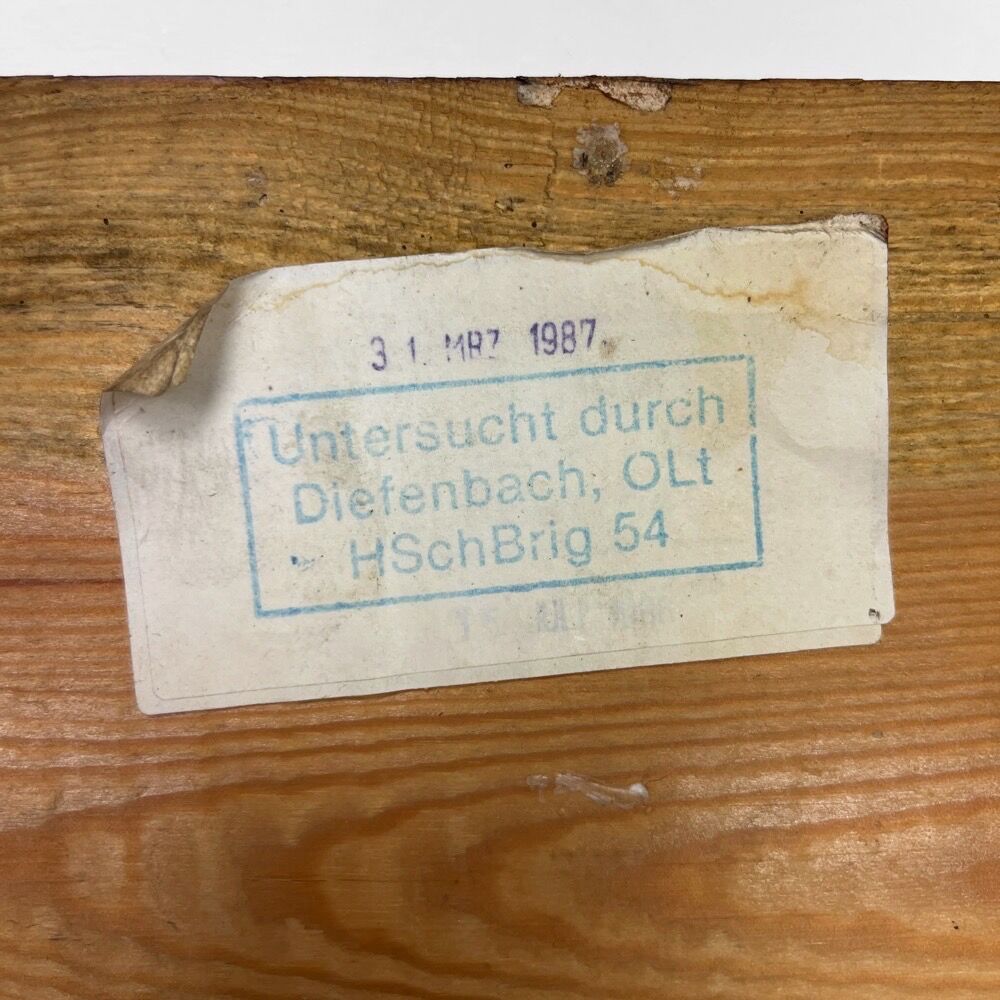 31. MRZ 1987
Untersucht durch
Diefenbach, OLt
HSchBrig 54